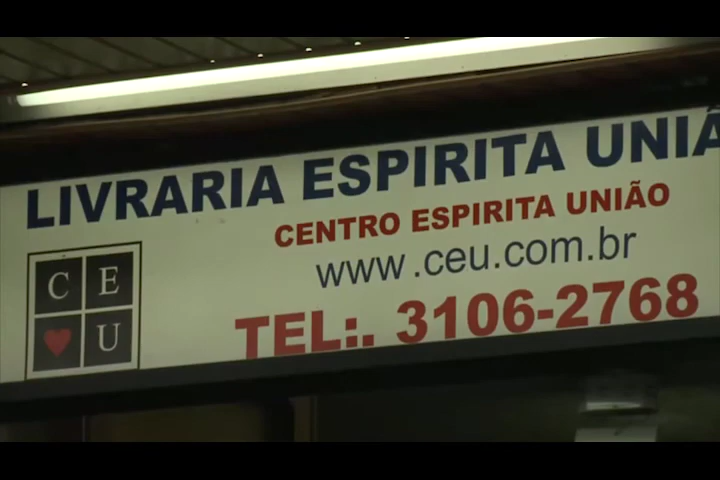 LIVRARIA ESPIRITA UNIÃ
CENTRO ESPIRITA UNIÃO
www.ceu.com.br
TEL:. 3106-2768
C E
U